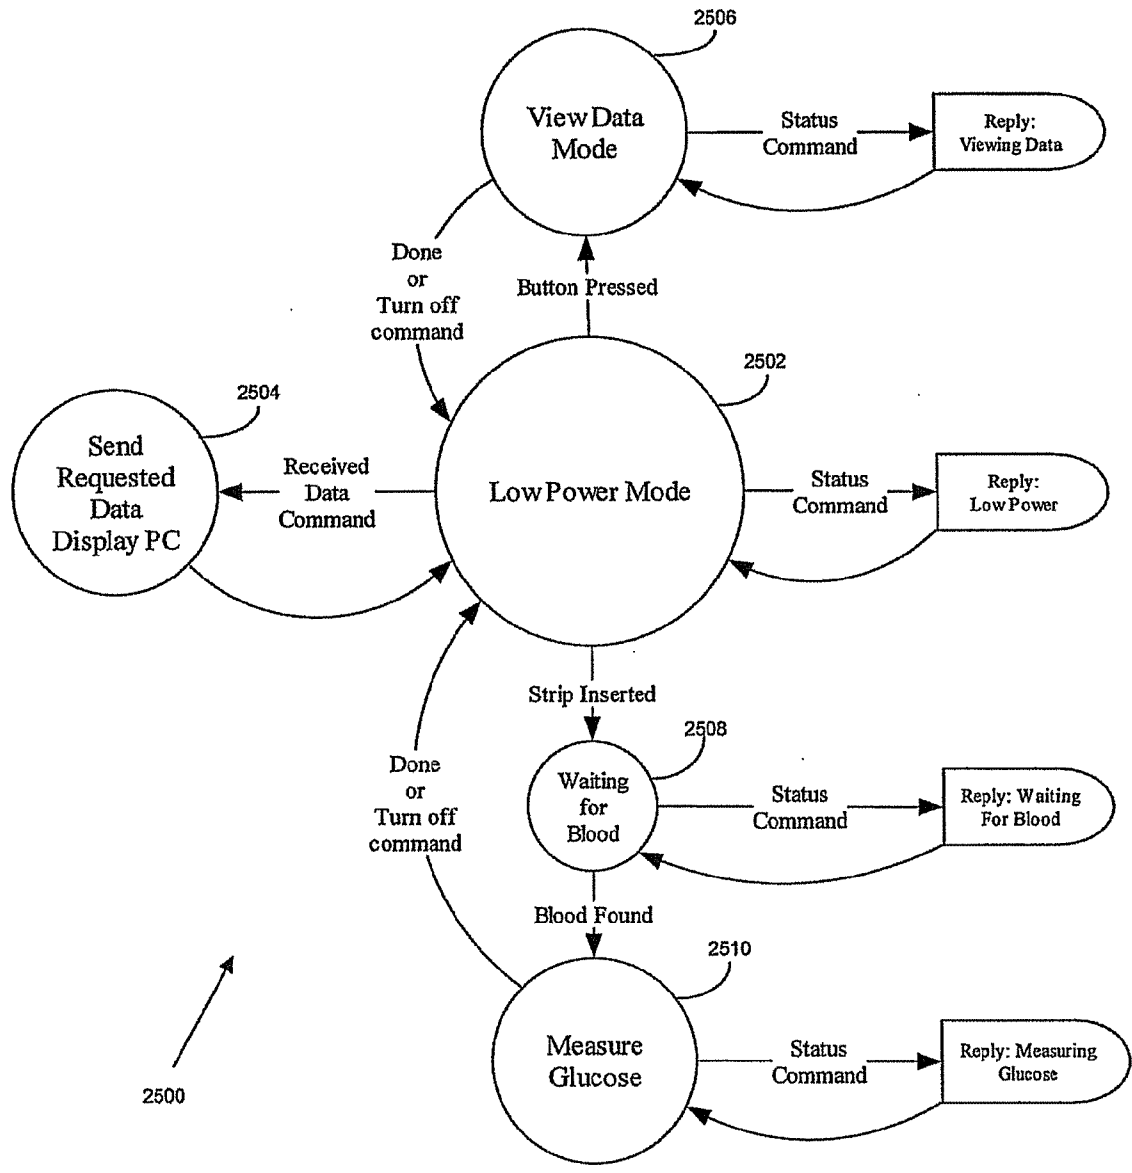 2506
View Data
Mode
Status
Command
Reply:
Viewing Data
Done
or
Turn off
command
Button Pressed
2502
2504
Send
Requested
Data
Display PC
Received
Data
Command
Low Power Mode
Status
Command
Reply:
Low Power
Strip Inserted
2508
Waiting
for
Blood
Status
Command
Reply: Waiting
For Blood
Done
or
Turn off
command
Blood Found
2510
Measure
Glucose
Status
Command
Reply: Measuring
Glucose
2500